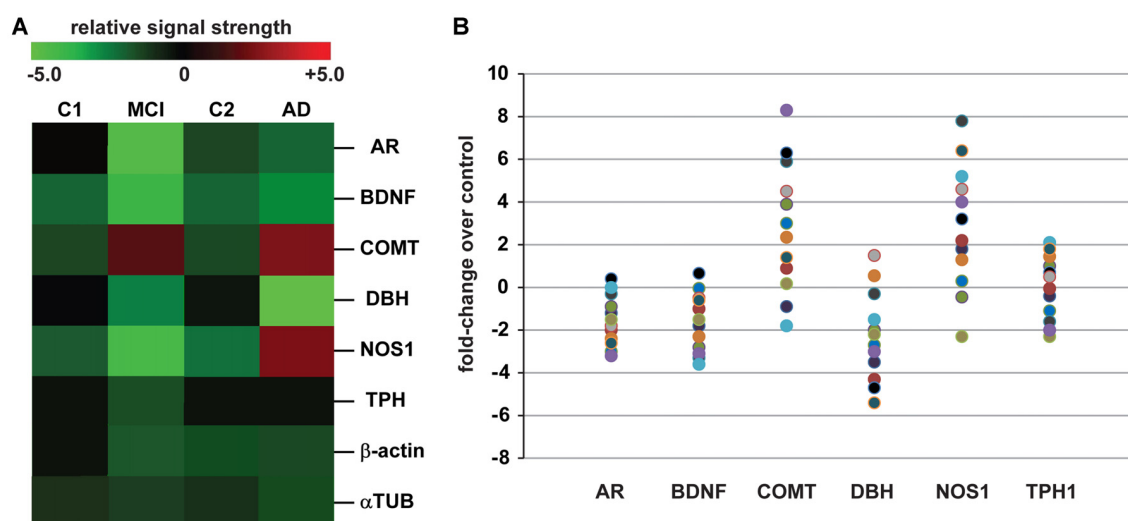 A
relative signal strength
-5.0 0 +5.0
C1 MCI C2 AD
AR
BDNF
COMT
DBH
NOS1
TPH
β-actin
αTUB
B
fold-change over control
10
8
6
4
2
0
-2
-4
-6
-8
AR BDNF COMT DBH NOS1 TPH1